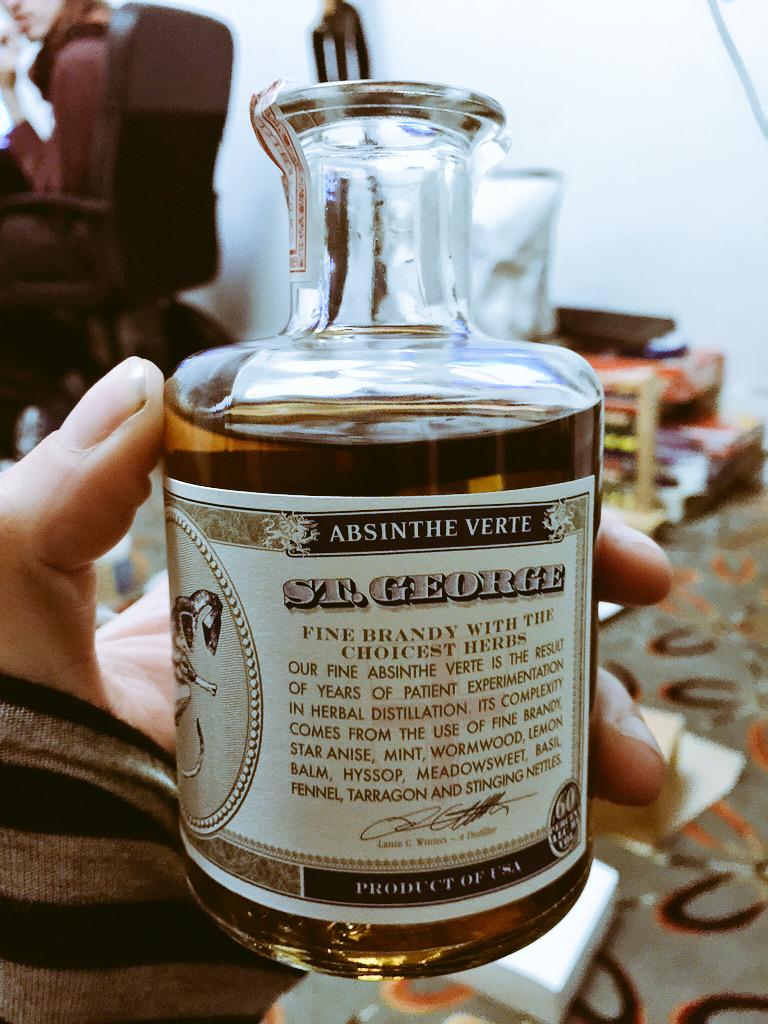 ABSINTHE VERTE
ST. GEORGE
FINE BRANDY WITH THE
CHOICEST HERBS
OUR FINE ABSINTHE VERTE IS THE RESULT
OF YEARS OF PATIENT EXPERIMENTATION
IN HERBAL DISTILLATION. ITS COMPLEXITY
COMES FROM THE USE OF FINE BRANDY,
STAR ANISE, MINT, WORMWOOD, LEMON
BALM, HYSSOP, MEADOWSWEET, BASIL
FENNEL, TARRAGON AND STINGING NETTLES.
Lance C. Winters – A Distiller
60
PRODUCT OF USA